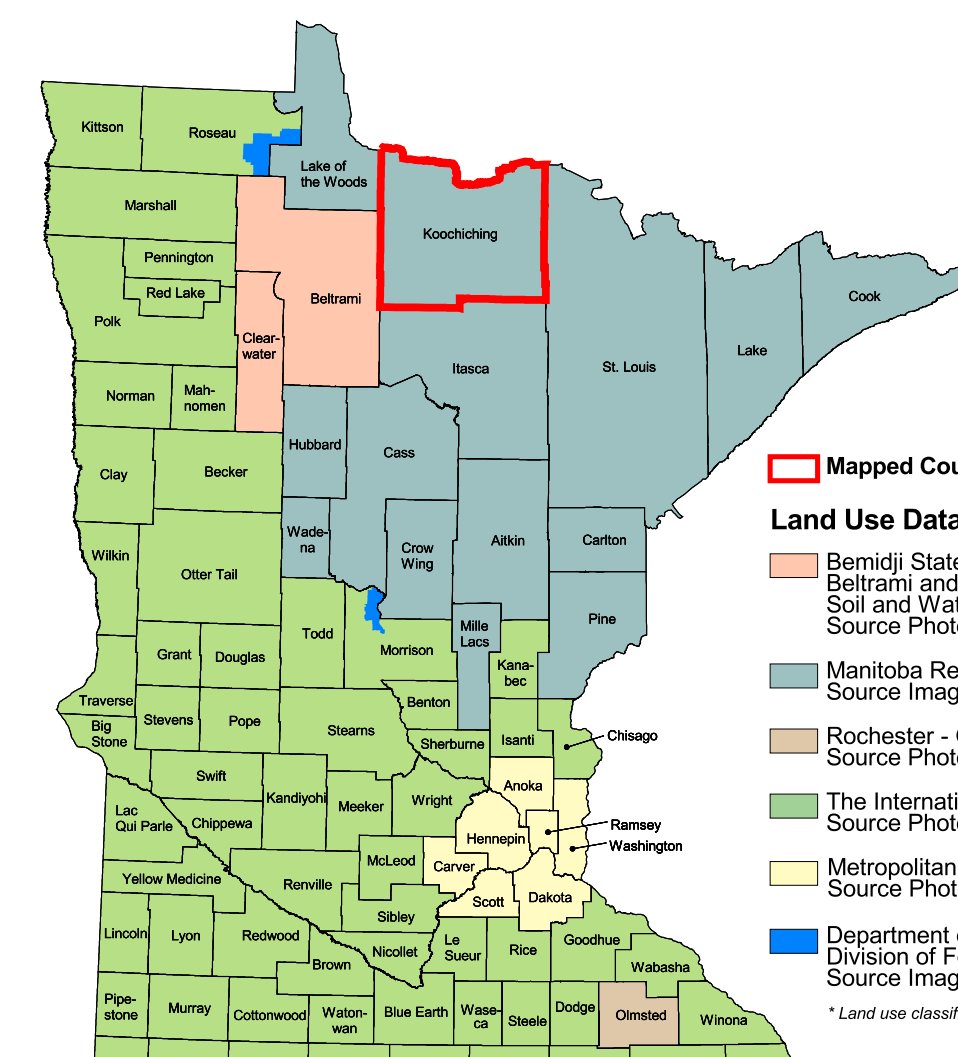 Kittson
Roseau
Lake of
the Woods
Koochiching
Marshall
Pennington
Red Lake
Polk
Beltrami
Clear-
water
Cook
Lake
St. Louis
Itasca
Norman
Mah-
nomen
Hubbard
Cass
Clay
Becker
Mapped Cou
Land Use Data
Wilkin
Otter Tail
Wade-
na
Crow
Wing
Aitkin
Carlton
Bemidji State
Beltrami and
Soil and Wat
Source Photo
Todd
Mille
Lacs
Pine
Grant
Douglas
Morrison
Kana-
bec
Manitoba Re
Source Imag
Traverse
Big
Stone
Stevens
Pope
Stearns
Benton
Sherburne
Isanti
Chisago
Rochester - 
Source Photo
Swift
Kandiyohi
Meeker
Wright
Anoka
Lac
Qui Parle
Chippewa
Hennepin
Ramsey
Washington
The Internati
Source Photo
Yellow Medicine
Renville
McLeod
Carver
Scott
Dakota
Metropolitan
Source Phot
Sibley
Lincoln
Lyon
Redwood
Brown
Nicollet
Le
Sueur
Rice
Goodhue
Wabasha
Department o
Division of Fo
Source Imag
Pipe-
stone
Murray
Cottonwood
Waton-
wan
Blue Earth
Wase-
ca
Steele
Dodge
Olmsted
Winona
* Land use classif